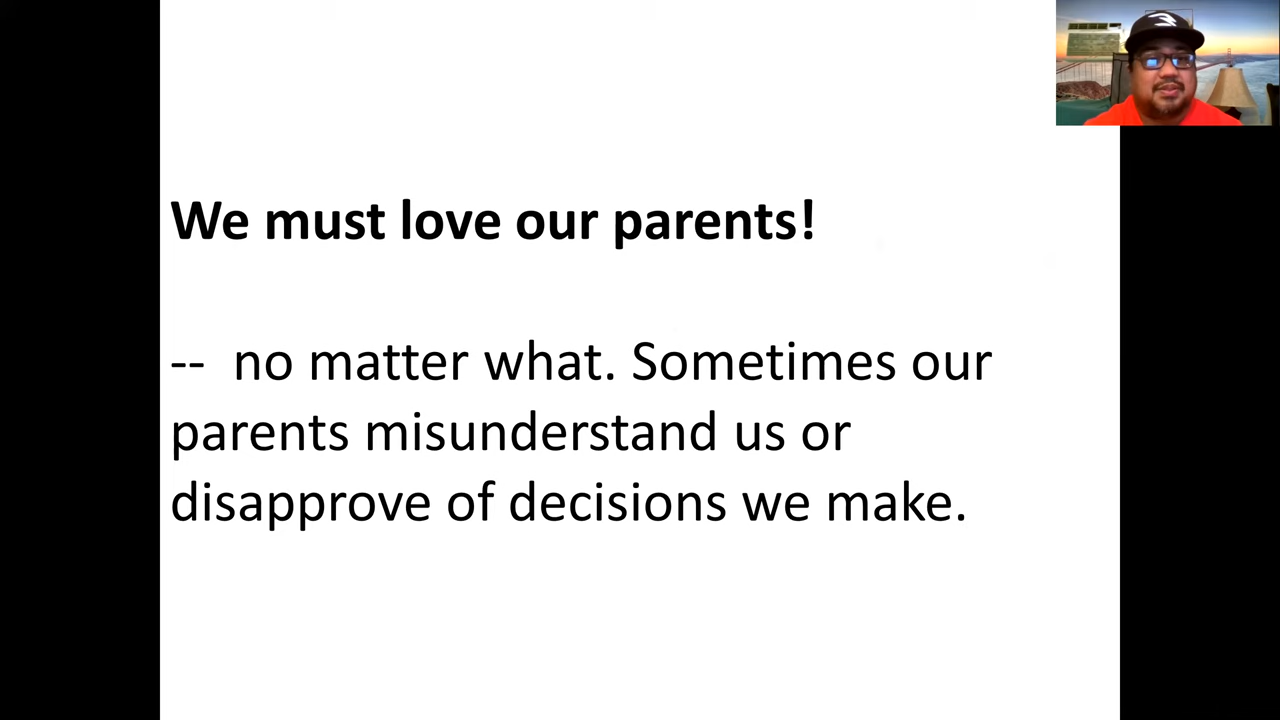 We must love our parents!
-- no matter what. Sometimes our
parents misunderstand us or
disapprove of decisions we make.